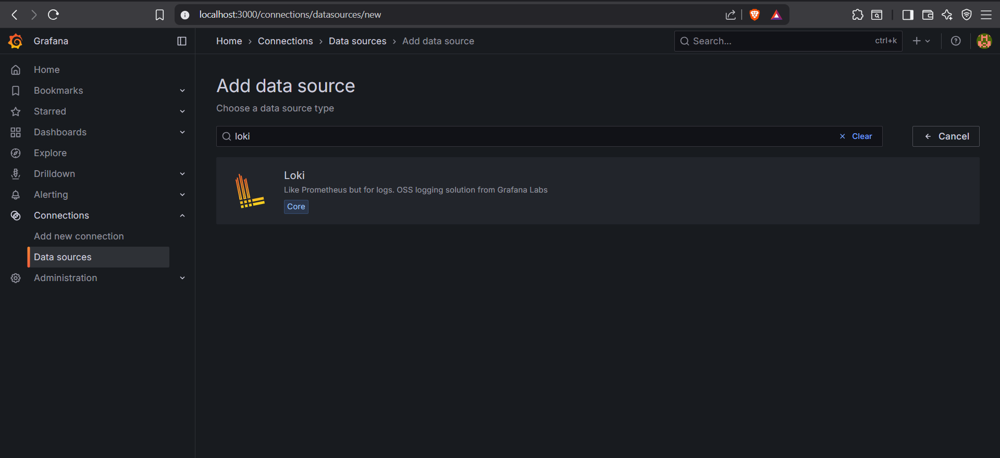 localhost:3000/connections/datasources/new
Grafana
Home › Connections › Data sources › Add data source
Search...
ctrl+k
Home
Bookmarks
Starred
Dashboards
Explore
Drilldown
Alerting
Connections
Add new connection
Data sources
Administration
Add data source
Choose a data source type
loki
Clear
Cancel
Loki
Like Prometheus but for logs. OSS logging solution from Grafana Labs
Core